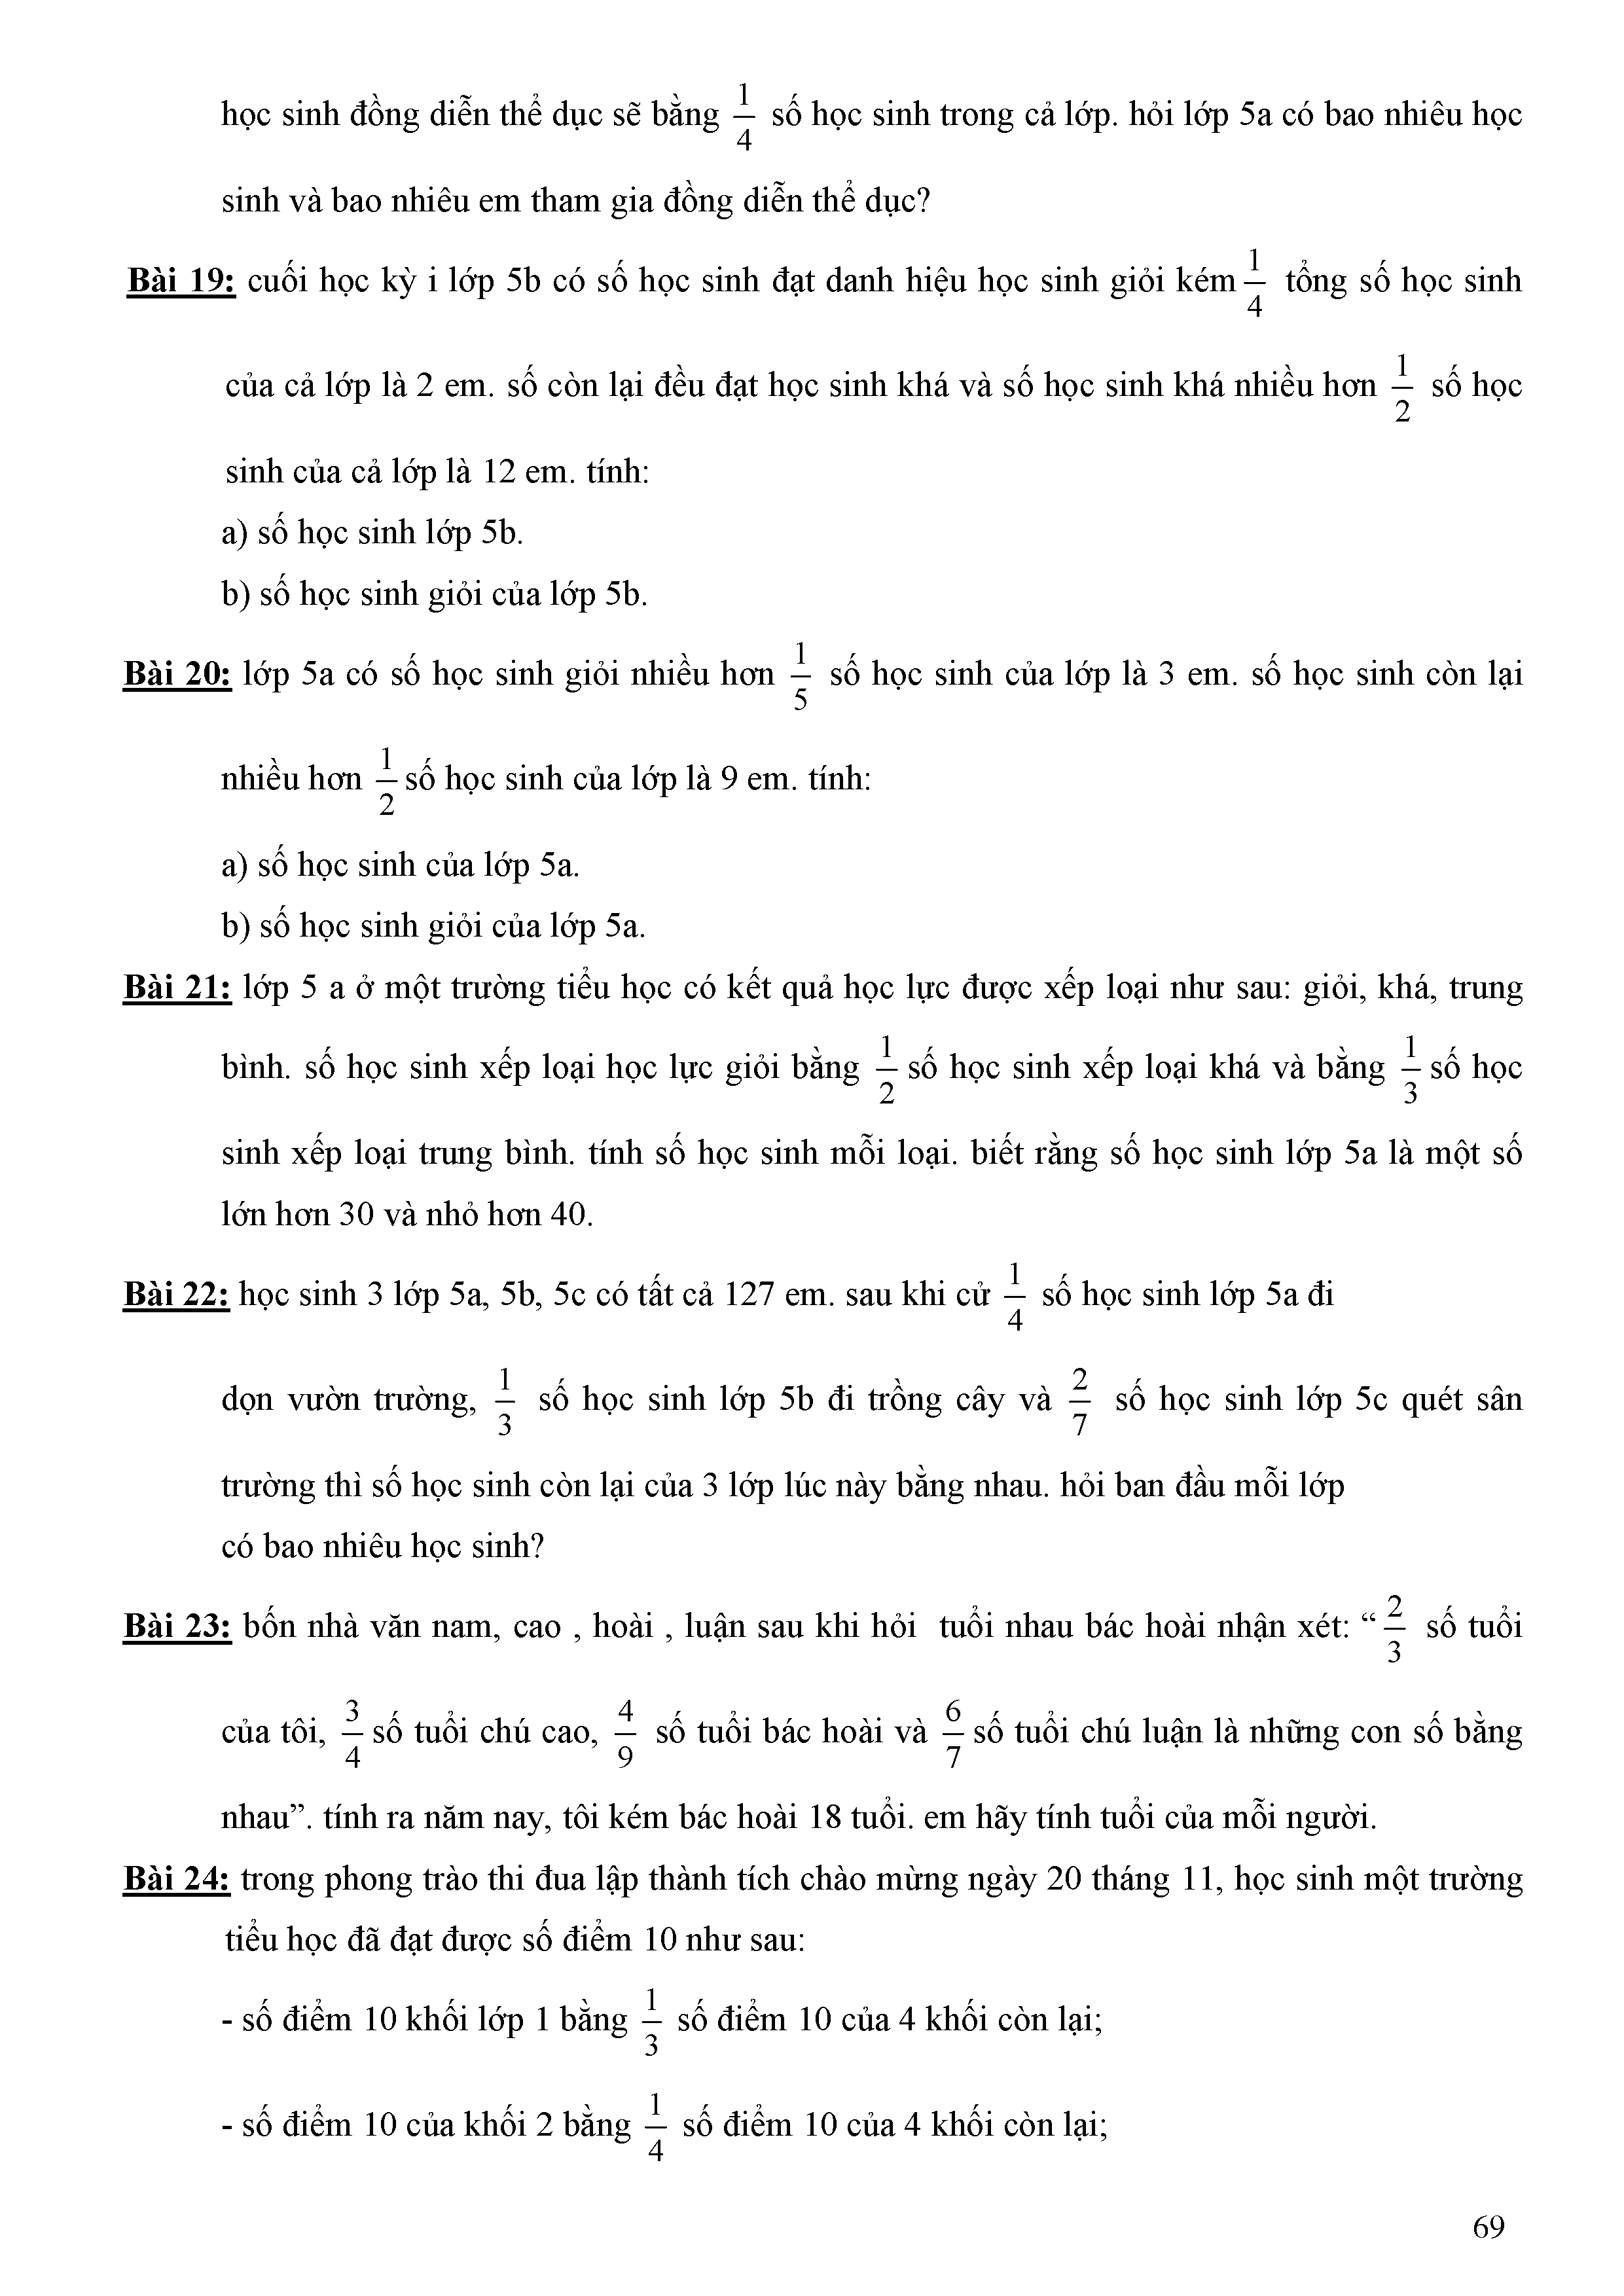 học sinh đồng diễn thể dục sẽ bằng 1/4 số học sinh trong cả lớp. hỏi lớp 5a có bao nhiêu học
sinh và bao nhiêu em tham gia đồng diễn thể dục?
Bài 19: cuối học kỳ i lớp 5b có số học sinh đạt danh hiệu học sinh giỏi kém 1/4 tổng số học sinh
của cả lớp là 2 em. số còn lại đều đạt học sinh khá và số học sinh khá nhiều hơn 1/2 số học
sinh của cả lớp là 12 em. tính:
a) số học sinh lớp 5b.
b) số học sinh giỏi của lớp 5b.
Bài 20: lớp 5a có số học sinh giỏi nhiều hơn 1/5 số học sinh của lớp là 3 em. số học sinh còn lại
nhiều hơn 1/2 số học sinh của lớp là 9 em. tính:
a) số học sinh của lớp 5a.
b) số học sinh giỏi của lớp 5a.
Bài 21: lớp 5 a ở một trường tiểu học có kết quả học lực được xếp loại như sau: giỏi, khá, trung
bình. số học sinh xếp loại học lực giỏi bằng 1/2 số học sinh xếp loại khá và bằng 1/3 số học
sinh xếp loại trung bình. tính số học sinh mỗi loại. biết rằng số học sinh lớp 5a là một số
lớn hơn 30 và nhỏ hơn 40.
Bài 22: học sinh 3 lớp 5a, 5b, 5c có tất cả 127 em. sau khi cử 1/4 số học sinh lớp 5a đi
dọn vườn trường, 1/3 số học sinh lớp 5b đi trồng cây và 2/7 số học sinh lớp 5c quét sân
trường thì số học sinh còn lại của 3 lớp lúc này bằng nhau. hỏi ban đầu mỗi lớp
có bao nhiêu học sinh?
Bài 23: bốn nhà văn nam, cao , hoài , luận sau khi hỏi tuổi nhau bác hoài nhận xét: “2/3 số tuổi
của tôi, 3/4 số tuổi chú cao, 4/9 số tuổi bác hoài và 6/7 số tuổi chú luận là những con số bằng
nhau”. tính ra năm nay, tôi kém bác hoài 18 tuổi. em hãy tính tuổi của mỗi người.
Bài 24: trong phong trào thi đua lập thành tích chào mừng ngày 20 tháng 11, học sinh một trường
tiểu học đã đạt được số điểm 10 như sau:
- số điểm 10 khối lớp 1 bằng 1/3 số điểm 10 của 4 khối còn lại;
- số điểm 10 của khối 2 bằng 1/4 số điểm 10 của 4 khối còn lại;
69